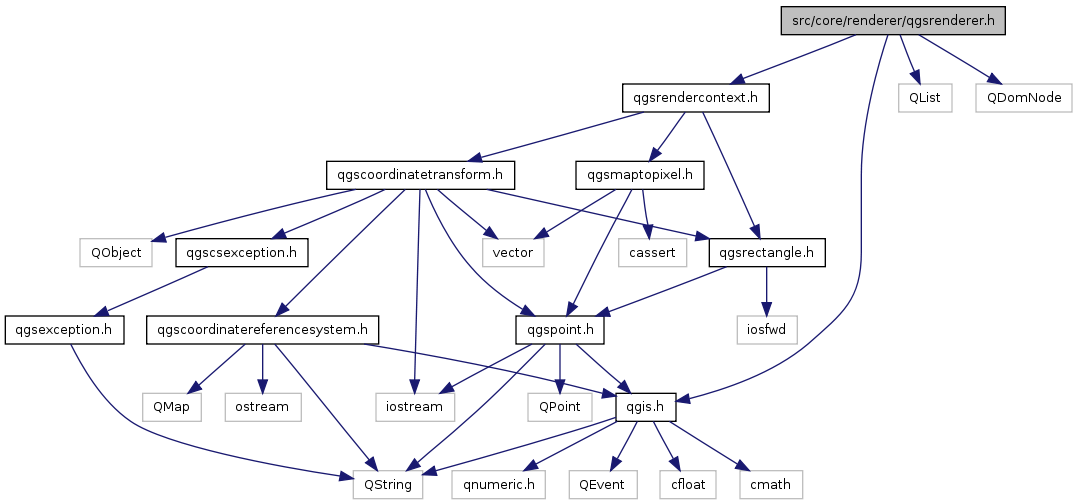 src/core/renderer/qgsrenderer.h
qgsrendercontext.h
QList
QDomNode
qgscoordinatetransform.h
qgsmaptopixel.h
QObject
qgscsexception.h
vector
cassert
qgsrectangle.h
qgsexception.h
qgscoordinatereferencesystem.h
qgspoint.h
iosfwd
QMap
ostream
iostream
QPoint
qgis.h
QString
qnumeric.h
QEvent
cfloat
cmath